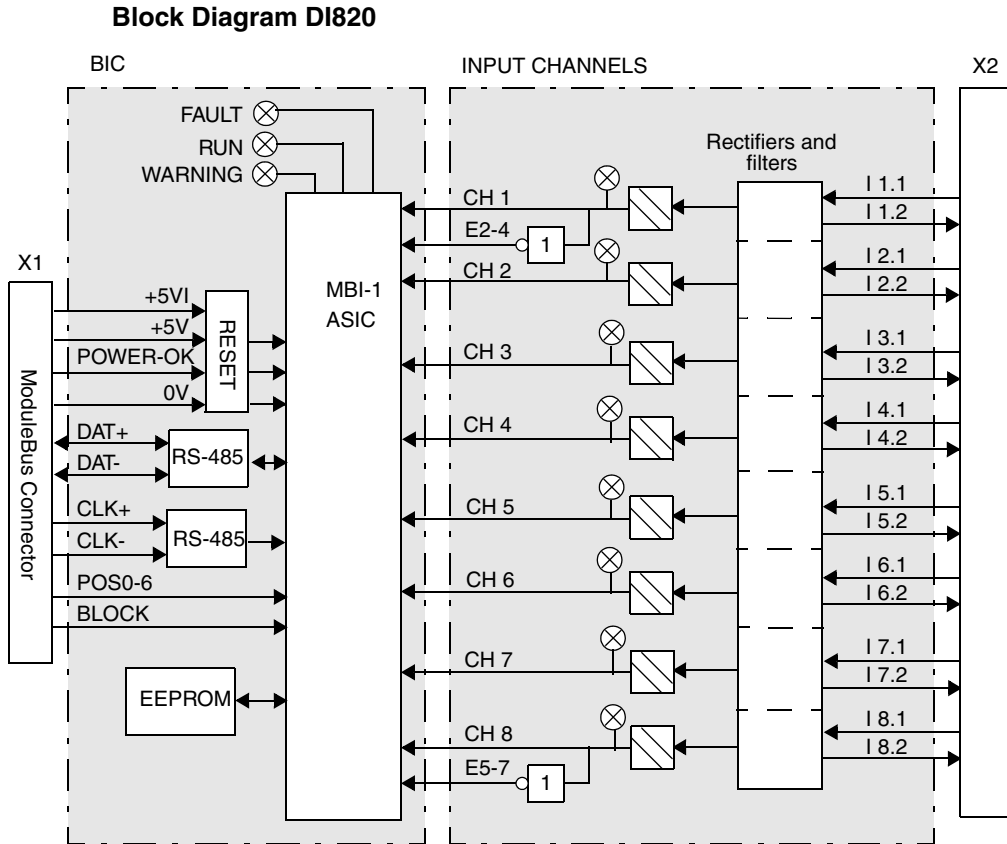 Block Diagram DI820
BIC
INPUT CHANNELS
X2
FAULT
RUN
WARNING
Rectifiers and
filters
X1
ModuleBus Connector
+5VI
+5V
POWER-OK
0V
RESET
DAT+
DAT-
RS-485
CLK+
CLK-
RS-485
POS0-6
BLOCK
EEPROM
MBI-1
ASIC
CH 1
E2-4
1
CH 2
CH 3
CH 4
CH 5
CH 6
CH 7
CH 8
E5-7
1
I 1.1
I 1.2
I 2.1
I 2.2
I 3.1
I 3.2
I 4.1
I 4.2
I 5.1
I 5.2
I 6.1
I 6.2
I 7.1
I 7.2
I 8.1
I 8.2